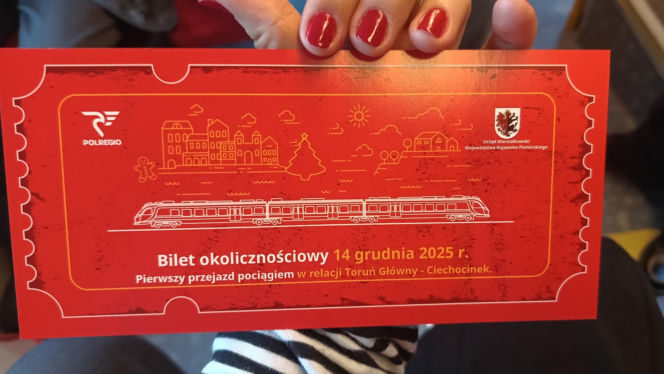 POLREGIO
Urząd Marszałkowski
Województwa Kujawsko-Pomorskiego
Bilet okolicznościowy 14 grudnia 2025 r.
Pierwszy przejazd pociągiem w relacji Toruń Główny - Ciechocinek.